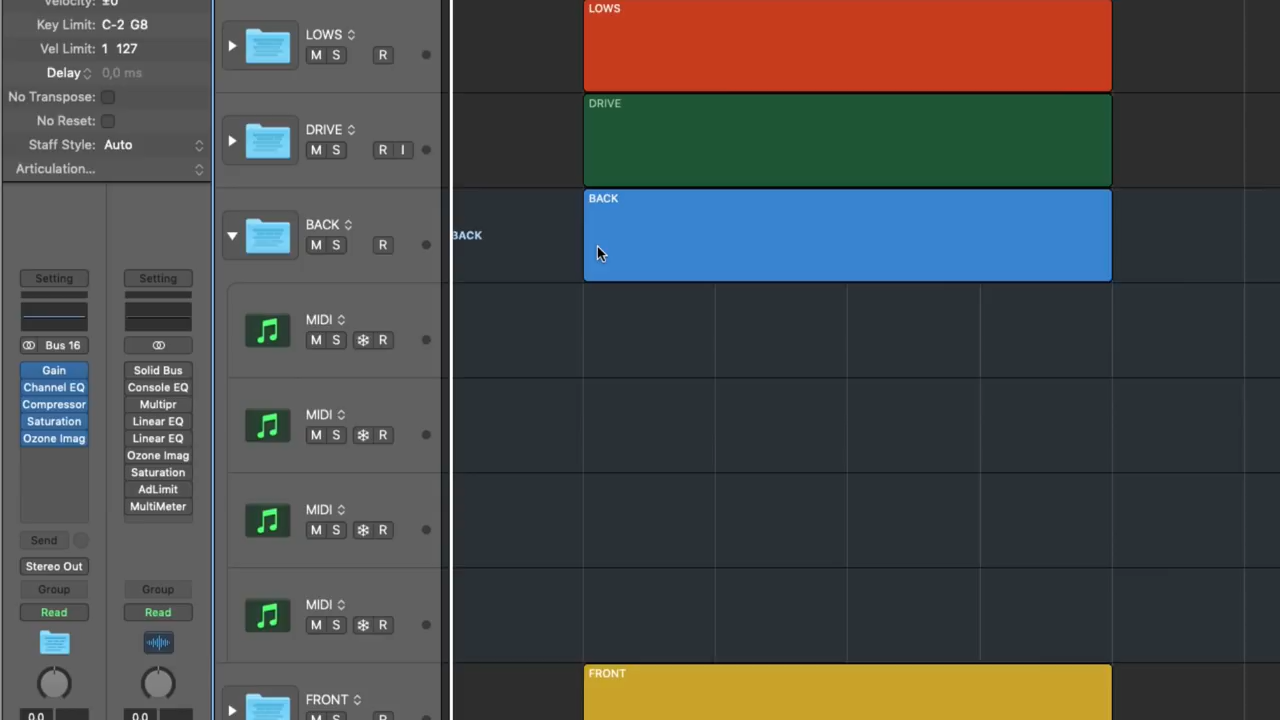 Velocity: ±0
Key Limit: C-2 G8
Vel Limit: 1 127
Delay 0,0 ms
No Transpose:
No Reset:
Staff Style: Auto
Articulation...
Setting
Bus 16
Gain
Channel EQ
Compressor
Saturation
Ozone Imag
Send
Stereo Out
Group
Read
0.0
Setting
Solid Bus
Console EQ
Multipr
Linear EQ
Linear EQ
Ozone Imag
Saturation
AdLimit
MultiMeter
Group
Read
0.0
LOWS
M S R
DRIVE
M S R I
BACK
M S R
MIDI
M S R
MIDI
M S R
MIDI
M S R
MIDI
M S R
FRONT
M S R
LOWS
DRIVE
BACK
BACK
FRONT